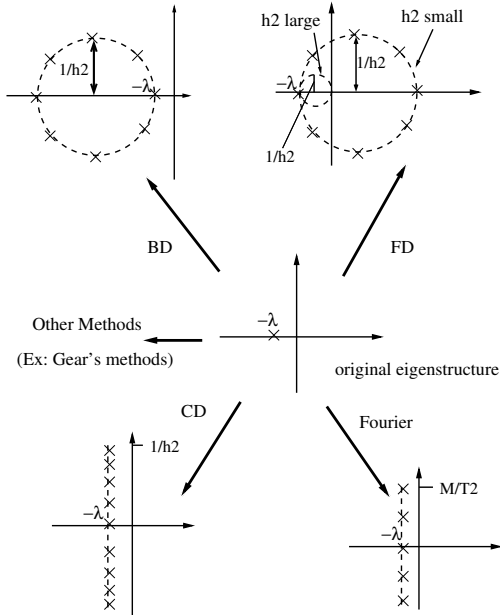 1/h2
−λ
h2 large
h2 small
1/h2
−λ
1/h2
BD
FD
Other Methods
(Ex: Gear's methods)
−λ
original eigenstructure
CD
Fourier
1/h2
−λ
M/T2
−λ